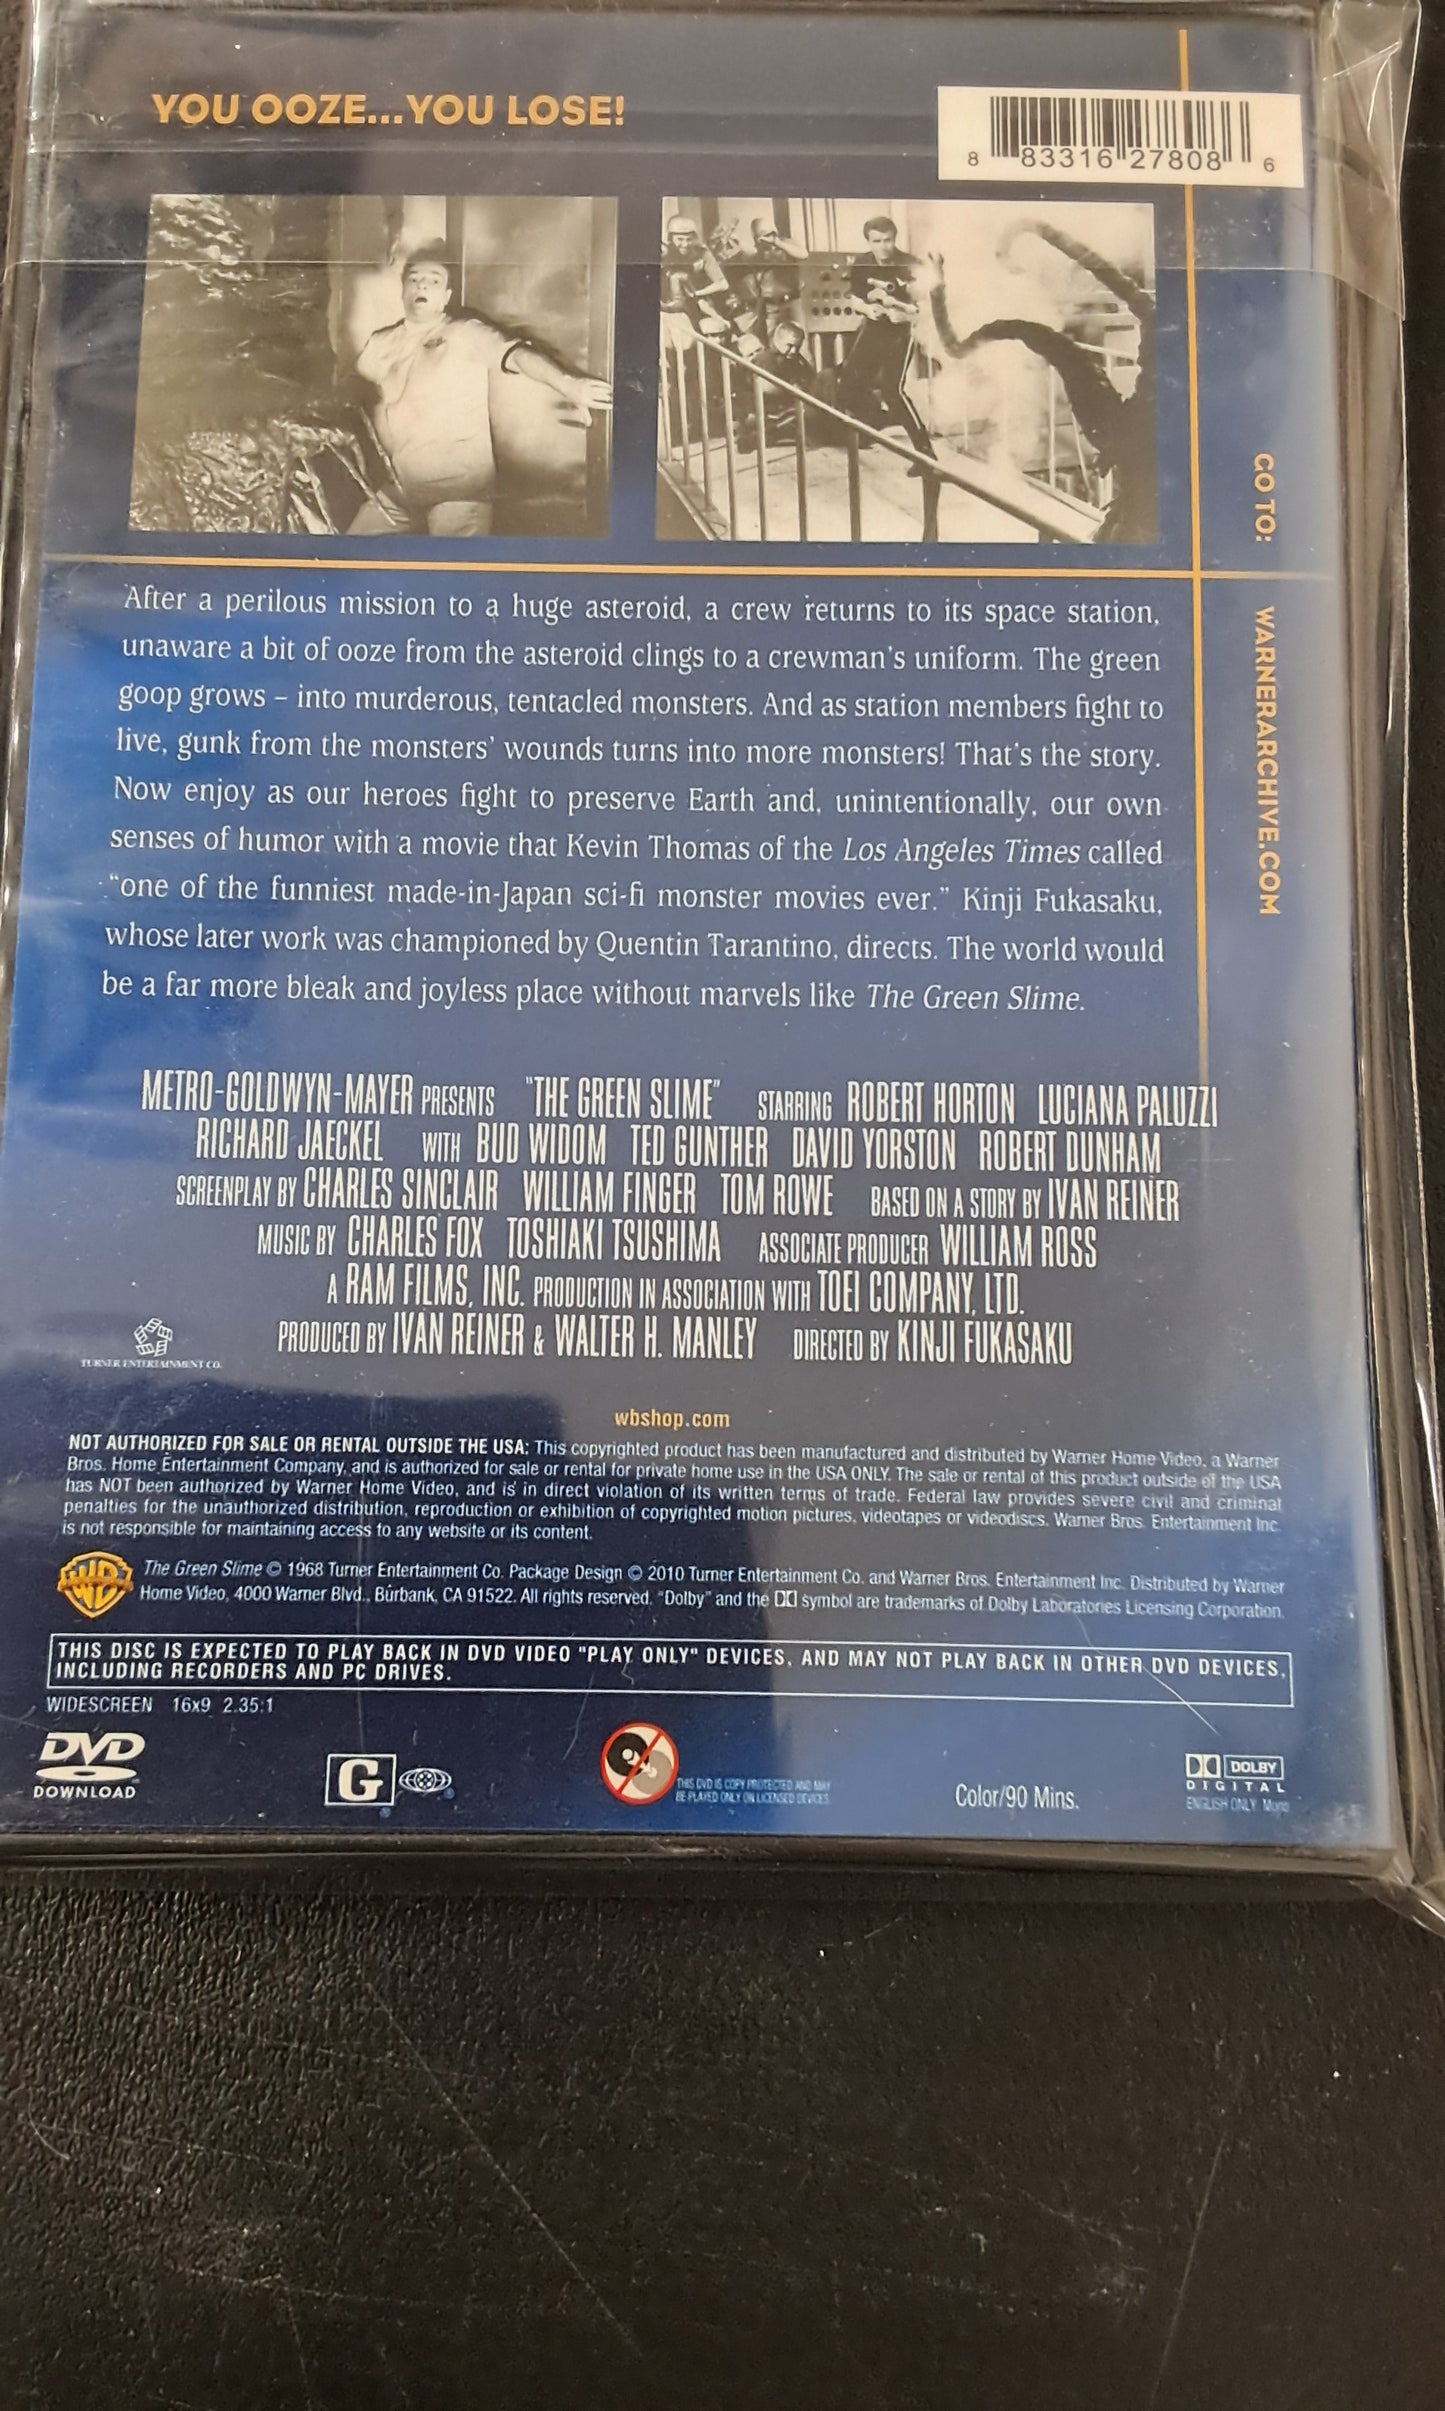 YOU OOZE...YOU LOSE!
8 83316 27808 6
GO TO: WARNERARCHIVE.COM
After a perilous mission to a huge asteroid, a crew returns to its space station,
unaware a bit of ooze from the asteroid clings to a crewman's uniform. The green
goop grows – into murderous, tentacled monsters. And as station members fight to
live, gunk from the monsters' wounds turns into more monsters! That's the story.
Now enjoy as our heroes fight to preserve Earth and, unintentionally, our own
senses of humor with a movie that Kevin Thomas of the Los Angeles Times called
"one of the funniest made-in-Japan sci-fi monster movies ever." Kinji Fukasaku,
whose later work was championed by Quentin Tarantino, directs. The world would
be a far more bleak and joyless place without marvels like The Green Slime.
METRO-GOLDWYN-MAYER PRESENTS "THE GREEN SLIME" STARRING ROBERT HORTON LUCIANA PALUZZI
RICHARD JAECKEL WITH BUD WIDOM TED GUNTHER DAVID YORSTON ROBERT DUNHAM
SCREENPLAY BY CHARLES SINCLAIR WILLIAM FINGER TOM ROWE BASED ON A STORY BY IVAN REINER
MUSIC BY CHARLES FOX TOSHIAKI TSUSHIMA ASSOCIATE PRODUCER WILLIAM ROSS
A RAM FILMS, INC. PRODUCTION IN ASSOCIATION WITH TOEI COMPANY, LTD.
PRODUCED BY IVAN REINER & WALTER H. MANLEY DIRECTED BY KINJI FUKASAKU
TURNER ENTERTAINMENT CO.
wbshop.com
NOT AUTHORIZED FOR SALE OR RENTAL OUTSIDE THE USA: This copyrighted product has been manufactured and distributed by Warner Home Video, a Warner
Bros. Home Entertainment Company, and is authorized for sale or rental for private home use in the USA ONLY. The sale or rental of this product outside of the USA
has NOT been authorized by Warner Home Video, and is in direct violation of its written terms of trade. Federal law provides severe civil and criminal
penalties for the unauthorized distribution, reproduction or exhibition of copyrighted motion pictures, videotapes or videodiscs. Warner Bros. Entertainment Inc.
is not responsible for maintaining access to any website or its content.
WB The Green Slime © 1968 Turner Entertainment Co. Package Design © 2010 Turner Entertainment Co. and Warner Bros. Entertainment Inc. Distributed by Warner
Home Video, 4000 Warner Blvd., Burbank, CA 91522. All rights reserved. "Dolby" and the symbol are trademarks of Dolby Laboratories Licensing Corporation.
THIS DISC IS EXPECTED TO PLAY BACK IN DVD VIDEO "PLAY ONLY" DEVICES, AND MAY NOT PLAY BACK IN OTHER DVD DEVICES,
INCLUDING RECORDERS AND PC DRIVES.
WIDESCREEN 16x9 2.35:1
DVD
DOWNLOAD
G
THIS DVD IS COPY PROTECTED AND MAY
BE PLAYED ONLY ON LICENSED DEVICES
Color/90 Mins.
DOLBY
DIGITAL
ENGLISH ONLY Mono